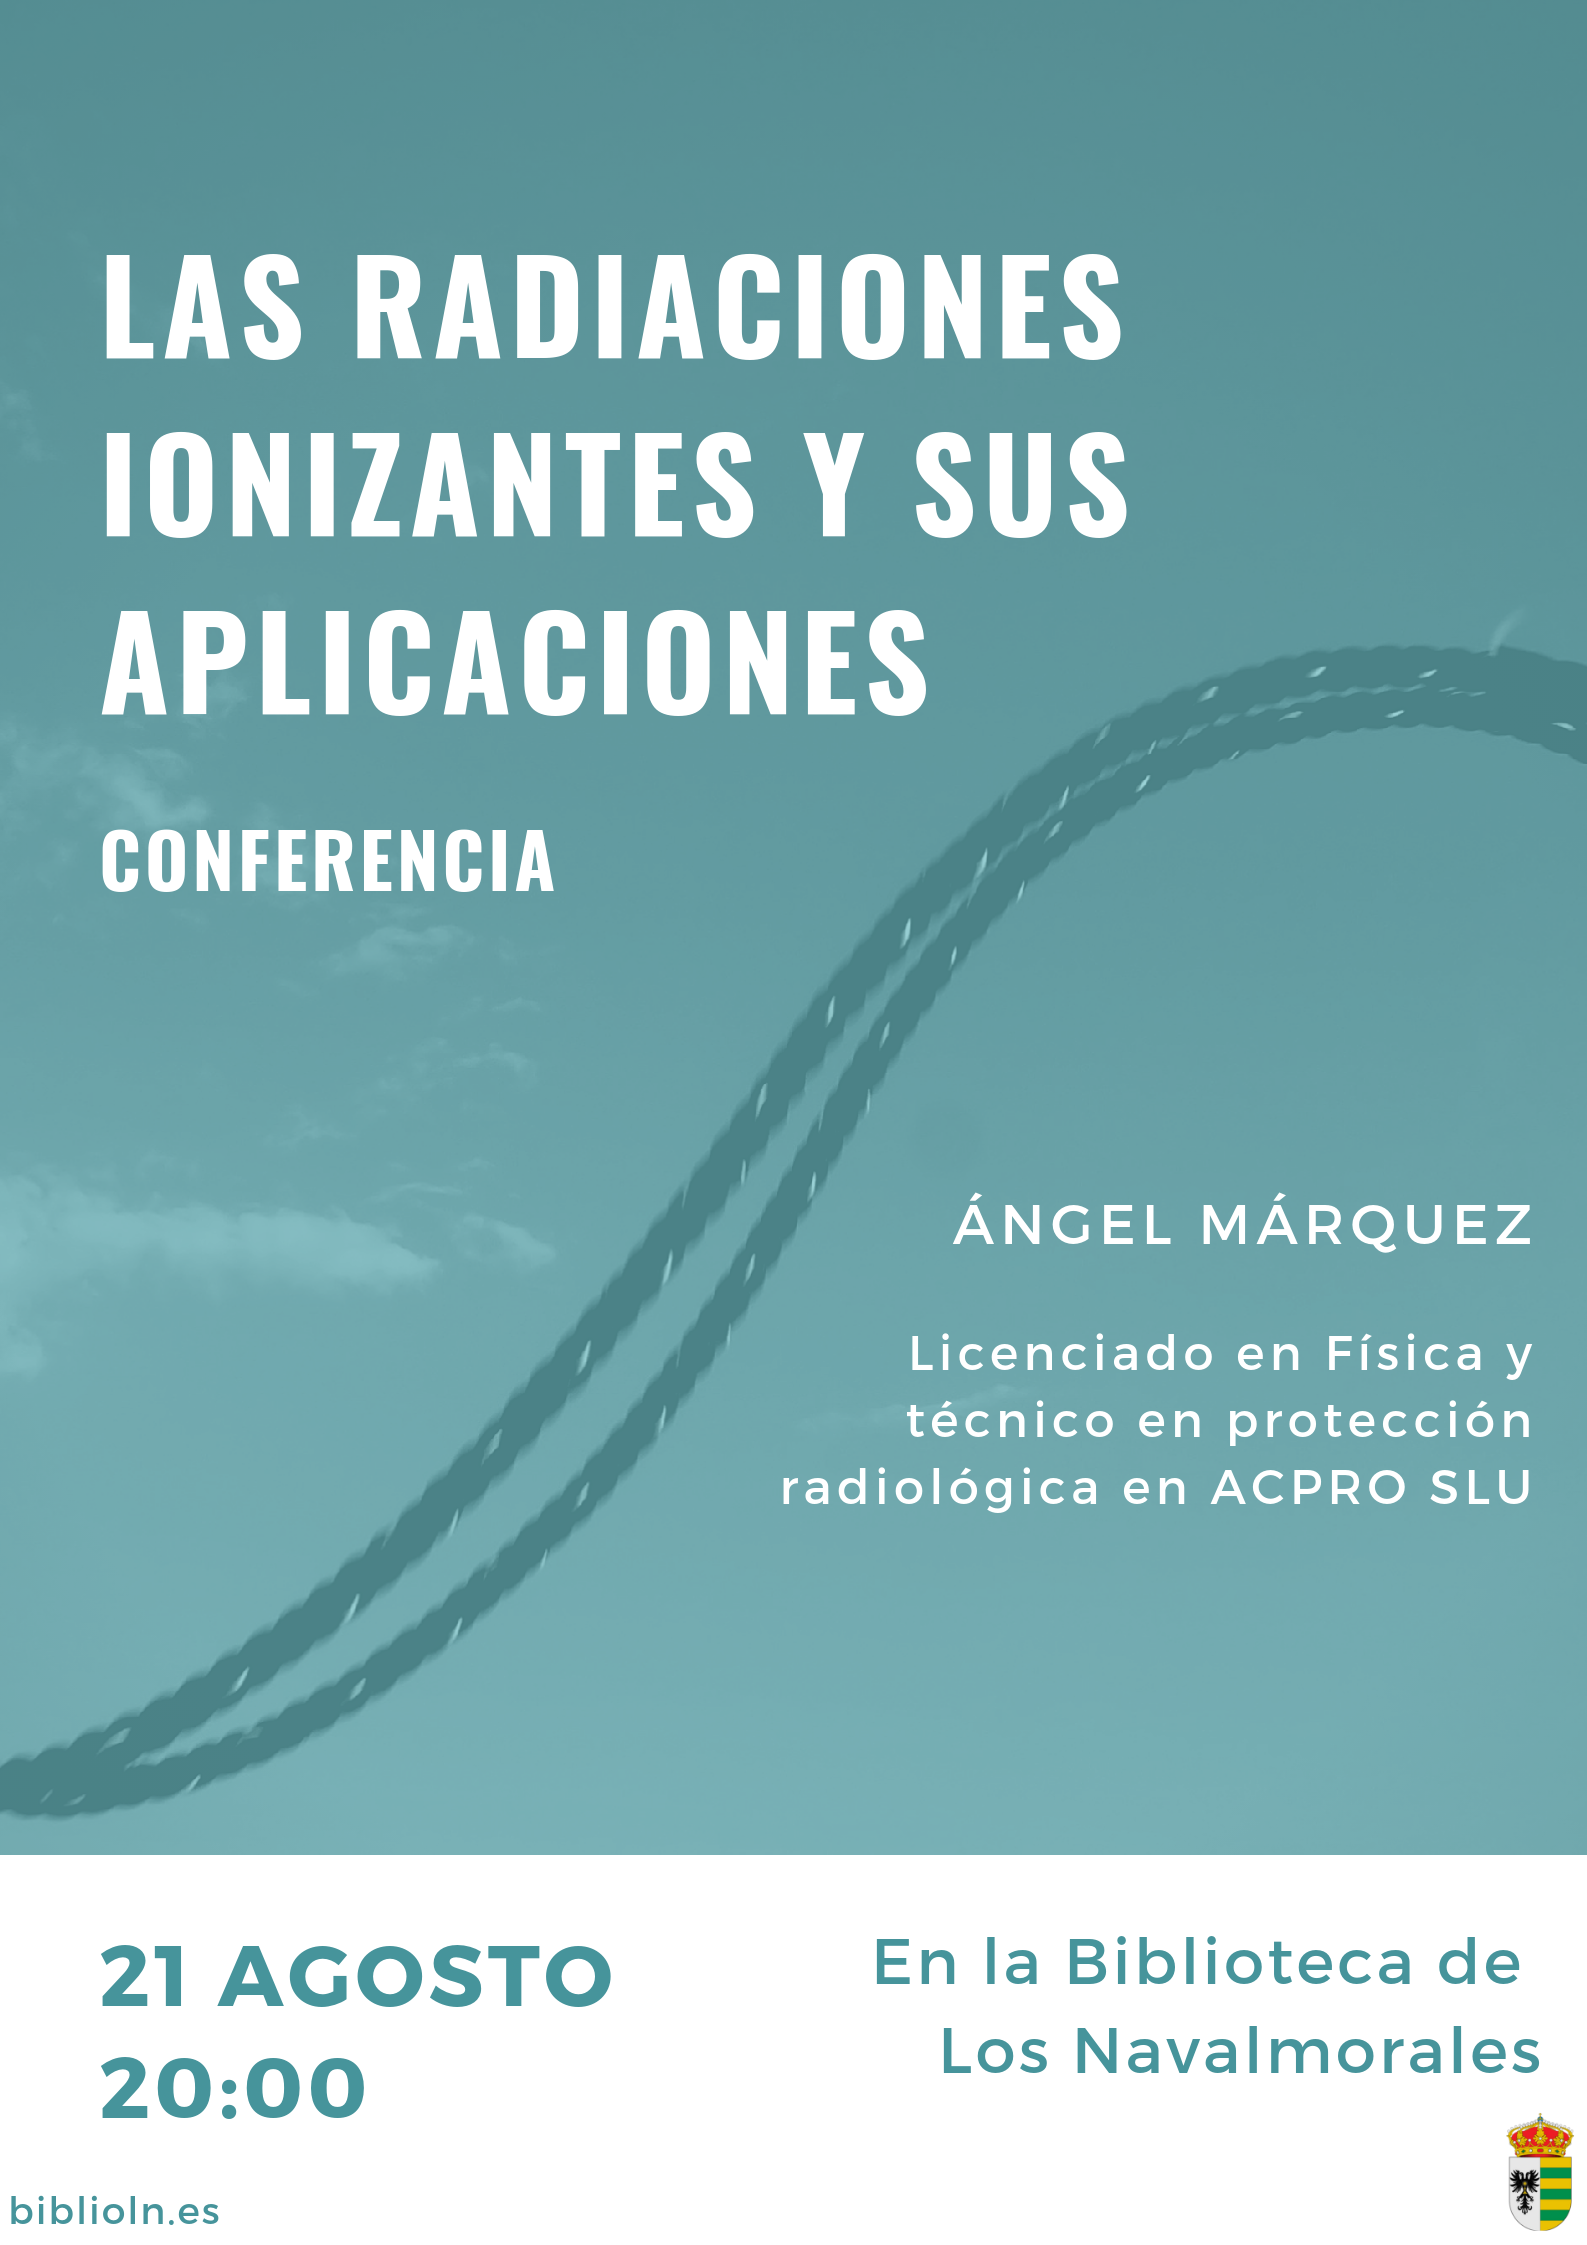 LAS RADIACIONES
IONIZANTES Y SUS
APLICACIONES
CONFERENCIA
ÁNGEL MÁRQUEZ
Licenciado en Física y
técnico en protección
radiológica en ACPRO SLU
21 AGOSTO
20:00
En la Biblioteca de
Los Navalmorales
biblioln.es